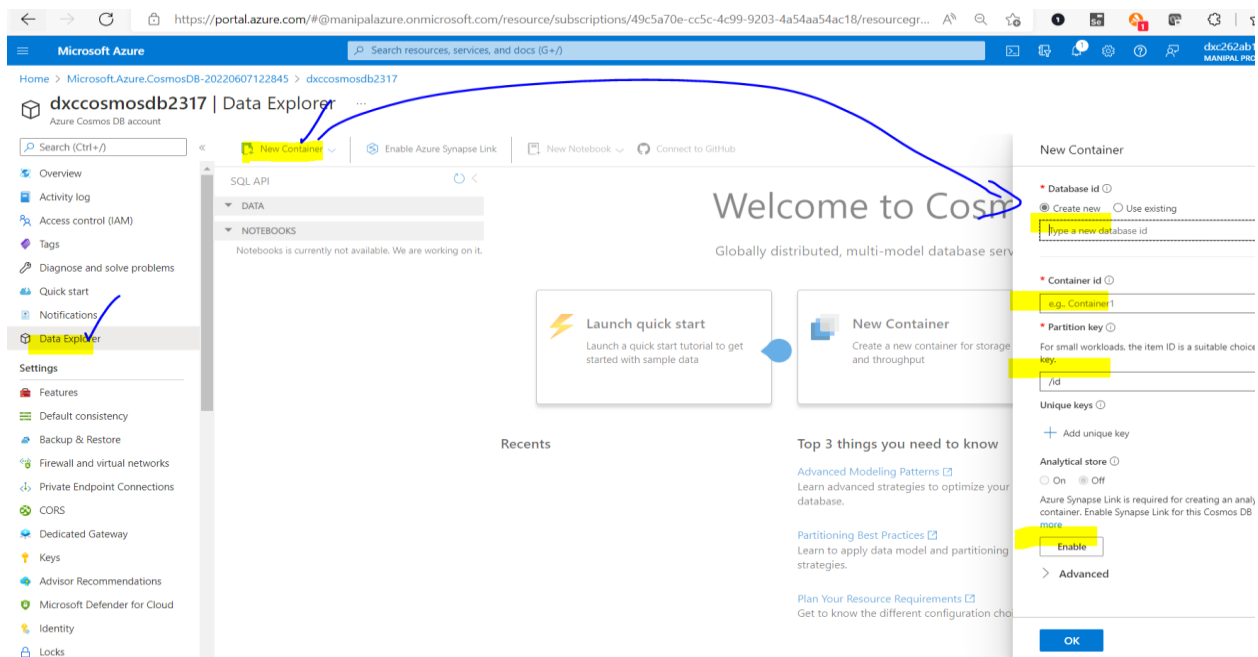 https://portal.azure.com/#@manipalazure.onmicrosoft.com/resource/subscriptions/49c5a70e-cc5c-4c99-9203-4a54aa54ac18/resourcegr...
Microsoft Azure
Search resources, services, and docs (G+/)
1
dxc262ab1
MANIPAL PRO
Home > Microsoft.Azure.CosmosDB-20220607122845 > dxccosmosdb2317
dxccosmosdb2317 | Data Explorer ...
Azure Cosmos DB account
Search (Ctrl+/)
Overview
Activity log
Access control (IAM)
Tags
Diagnose and solve problems
Quick start
Notifications
Data Explorer
Settings
Features
Default consistency
Backup & Restore
Firewall and virtual networks
Private Endpoint Connections
CORS
Dedicated Gateway
Keys
Advisor Recommendations
Microsoft Defender for Cloud
Identity
Locks
New Container
Enable Azure Synapse Link
New Notebook
Connect to GitHub
SQL API
DATA
NOTEBOOKS
Notebooks is currently not available. We are working on it.
Welcome to Cosm
Globally distributed, multi-model database serv
Launch quick start
Launch a quick start tutorial to get
started with sample data
New Container
Create a new container for storage
and throughput
Recents
Top 3 things you need to know
Advanced Modeling Patterns
Learn advanced strategies to optimize your
database.
Partitioning Best Practices
Learn to apply data model and partitioning
strategies.
Plan Your Resource Requirements
Get to know the different configuration choi
New Container
* Database id
Create new Use existing
Type a new database id
* Container id
e.g., Container1
* Partition key
For small workloads, the item ID is a suitable choice
key.
/id
Unique keys
+ Add unique key
Analytical store
On Off
Azure Synapse Link is required for creating an analy
container. Enable Synapse Link for this Cosmos DB
more
Enable
> Advanced
OK